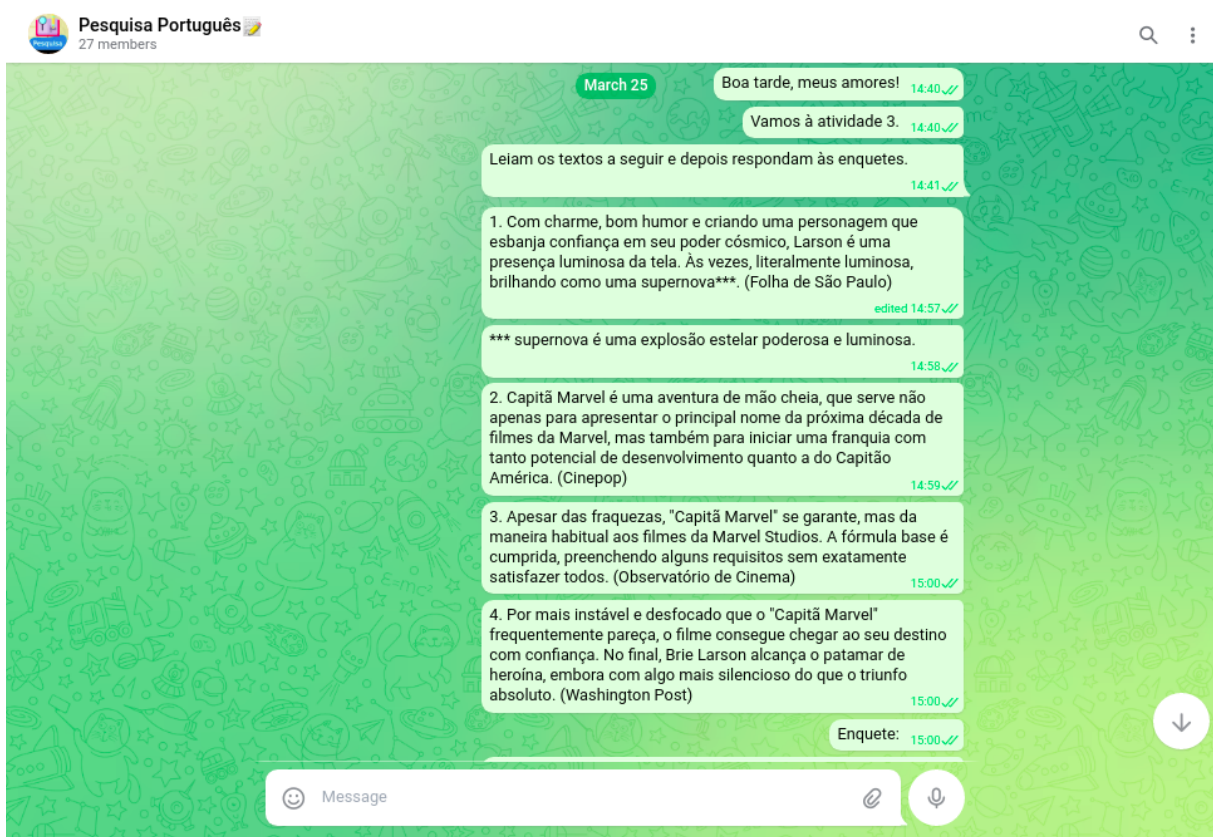 Pesquisa Português📝
27 members
Pesquisa
March 25
Boa tarde, meus amores! 14:40
Vamos à atividade 3. 14:40
Leiam os textos a seguir e depois respondam às enquetes.
14:41
1. Com charme, bom humor e criando uma personagem que
esbanja confiança em seu poder cósmico, Larson é uma
presença luminosa da tela. Às vezes, literalmente luminosa,
brilhando como uma supernova***. (Folha de São Paulo)
edited 14:57
*** supernova é uma explosão estelar poderosa e luminosa.
14:58
2. Capitã Marvel é uma aventura de mão cheia, que serve não
apenas para apresentar o principal nome da próxima década de
filmes da Marvel, mas também para iniciar uma franquia com
tanto potencial de desenvolvimento quanto a do Capitão
América. (Cinepop)
14:59
3. Apesar das fraquezas, "Capitã Marvel" se garante, mas da
maneira habitual aos filmes da Marvel Studios. A fórmula base é
cumprida, preenchendo alguns requisitos sem exatamente
satisfazer todos. (Observatório de Cinema)
15:00
4. Por mais instável e desfocado que o "Capitã Marvel"
frequentemente pareça, o filme consegue chegar ao seu destino
com confiança. No final, Brie Larson alcança o patamar de
heroína, embora com algo mais silencioso do que o triunfo
absoluto. (Washington Post)
15:00
Enquete: 15:00
Message